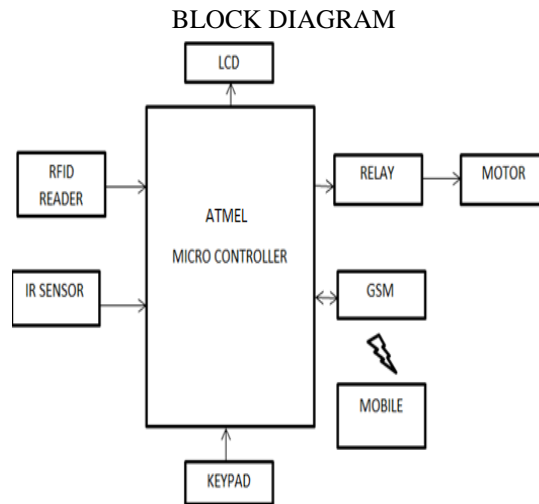 BLOCK DIAGRAM
LCD
RFID
READER
RELAY
MOTOR
ATMEL
MICRO CONTROLLER
IR SENSOR
GSM
MOBILE
KEYPAD